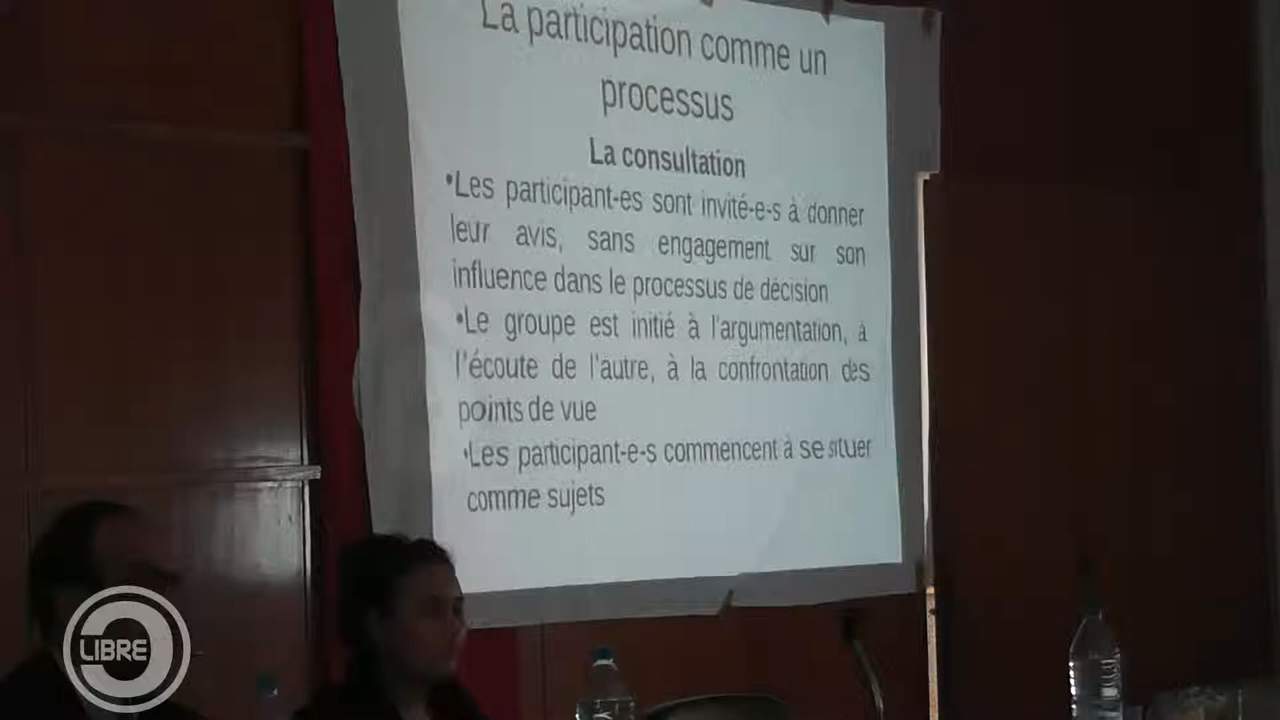 La participation comme un
processus
La consultation
•Les participant-es sont invité-e-s à donner
leur avis, sans engagement sur son
influence dans le processus de décision
•Le groupe est initié à l'argumentation, à
l'écoute de l'autre, à la confrontation des
points de vue
•Les participant-e-s commencent à se situer
comme sujets
LIBRE